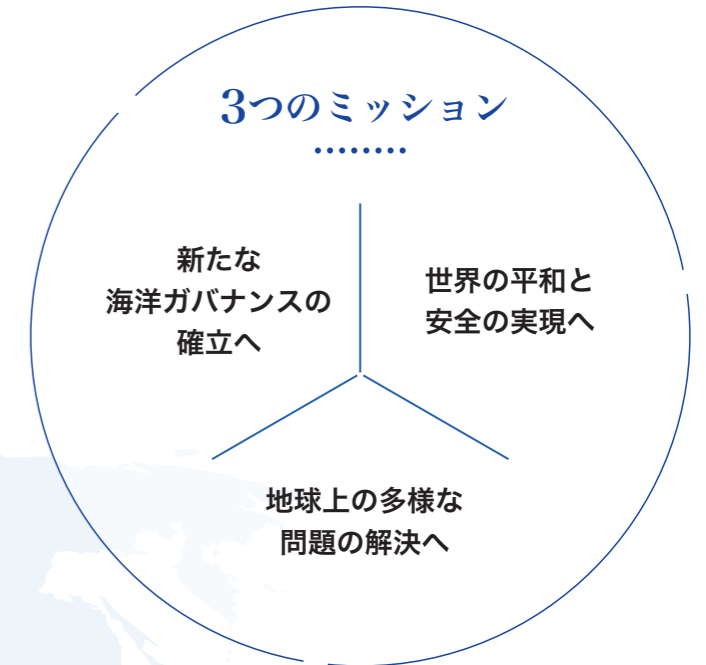 3つのミッション
新たな
海洋ガバナンスの
確立へ
世界の平和と
安全の実現へ
地球上の多様な
問題の解決へ